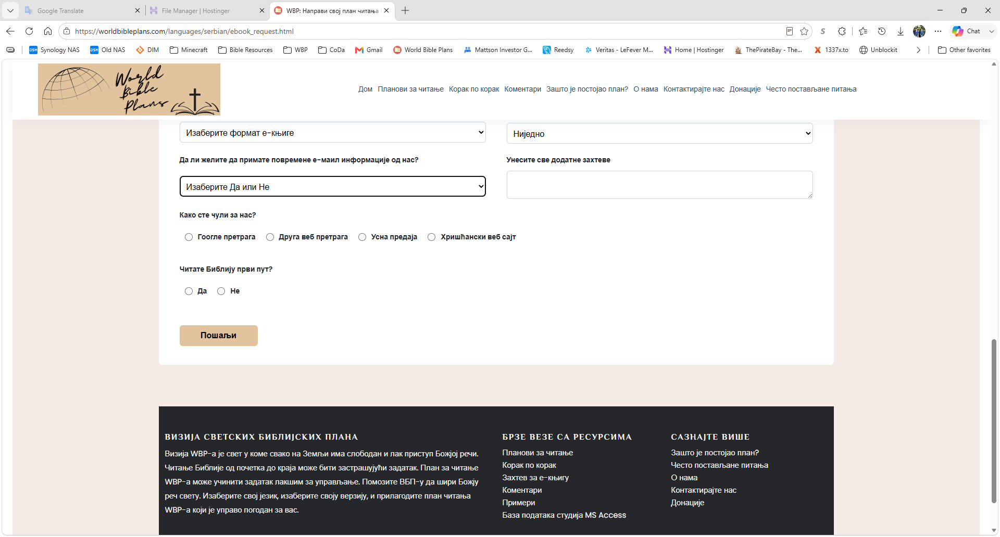 Google Translate
File Manager | Hostinger
WBP: Направи свој план читања
https://worldbibleplans.com/languages/serbian/ebook_request.html
Chat
Synology NAS
Old NAS
DIM
Minecraft
Bible Resources
WBP
CoDa
Gmail
World Bible Plans
Mattson Investor G...
Reedsy
Veritas - LeFever M...
Home | Hostinger
ThePirateBay - The...
1337x.to
Unblockit
Other favorites
World
Bible
Plans
Дом Планови за читање Корак по корак Коментари Зашто је постојао план? О нама Контактирајте нас Донације Често постављане питања
Изаберите формат е-књиге
Ниједно
Да ли желите да примате повремене е-маил информације од нас?
Унесите све додатне захтеве
Изаберите Да или Не
Како сте чули за нас?
Гоогле претрага Друга веб претрага Усна предаја Хришћански веб сајт
Читате Библију први пут?
Да Не
Пошаљи
ВИЗИЈА СВЕТСКИХ БИБЛИЈСКИХ ПЛАНА
Визија WBP-а је свет у коме свако на Земљи има слободан и лак приступ Божјој речи.
Читање Библије од почетка до краја може бити застрашујући задатак. План за читање
WBP-а може учинити задатак лакшим за управљање. Помозите ВБП-у да шири Божју
реч свету. Изаберите свој језик, изаберите своју верзију, и прилагодите план читања
WBP-а који је управо погодан за вас.
БРЗЕ ВЕЗЕ СА РЕСУРСИМА
Планови за читање
Корак по корак
Захтев за е-књигу
Коментари
Примери
База података студија MS Access
САЗНАЈТЕ ВИШЕ
Зашто је постојао план?
Често постављане питања
О нама
Контактирајте нас
Донације